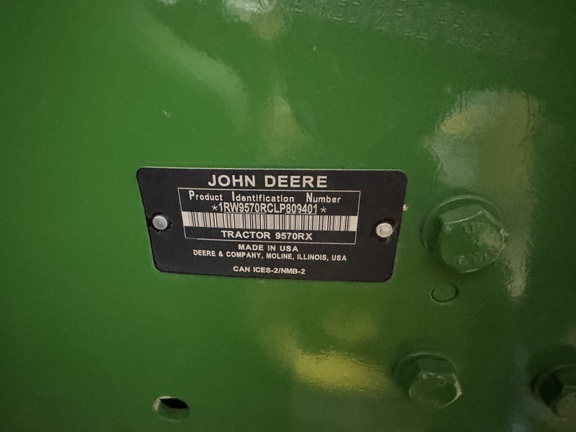 JOHN DEERE
Product Identification Number
*1RW9570RCLP809401*
TRACTOR 9570RX
MADE IN USA
DEERE & COMPANY, MOLINE, ILLINOIS, USA
CAN ICES-2/NMB-2